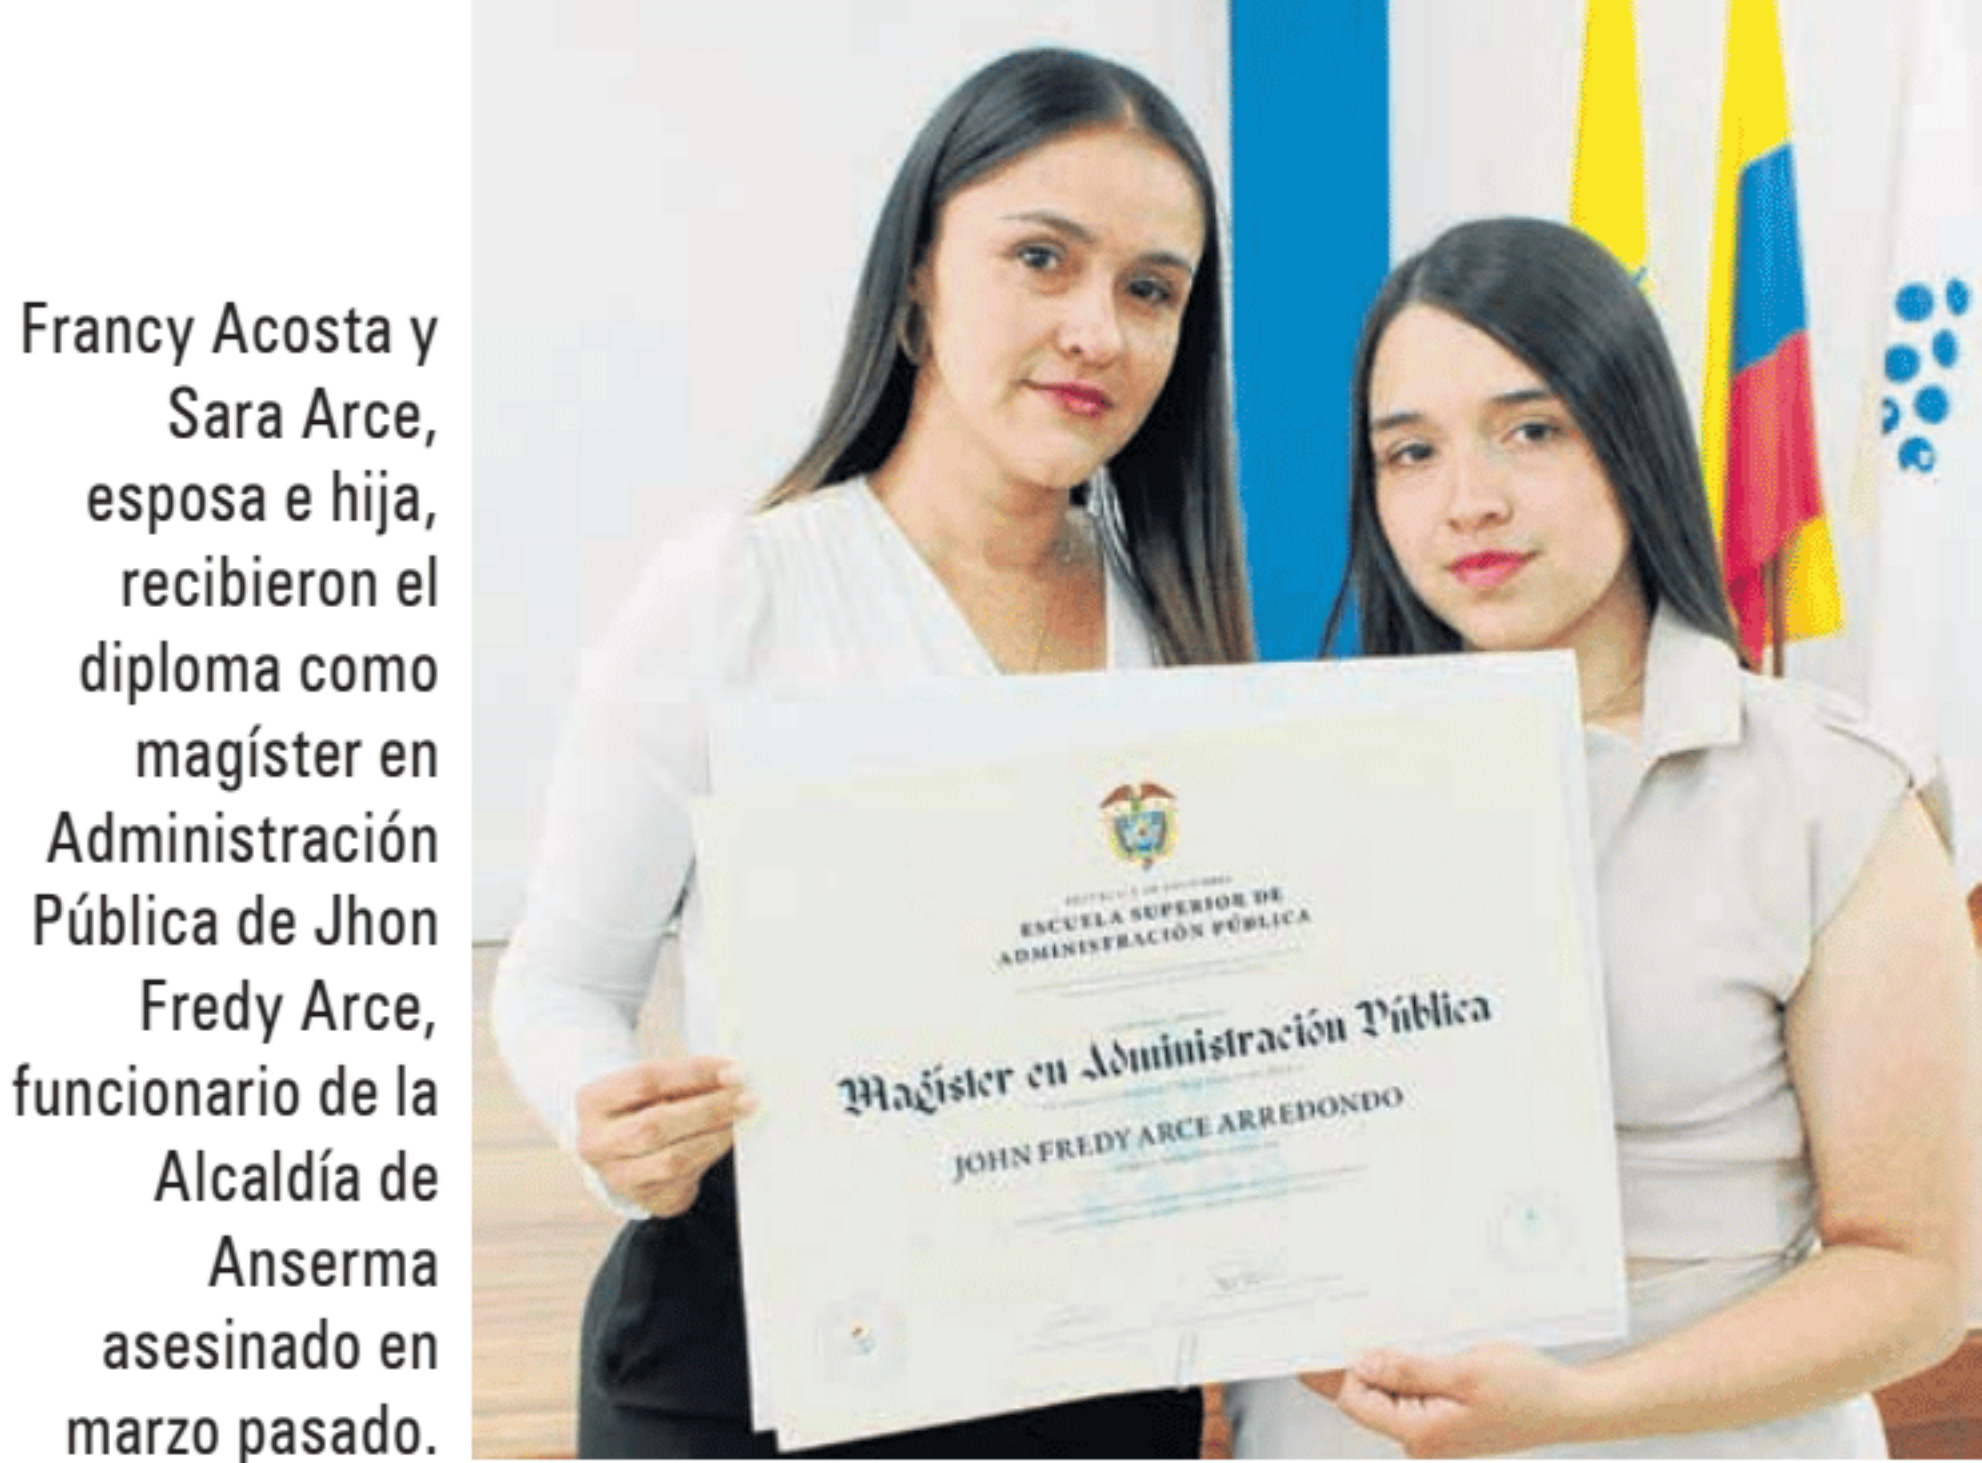 Francy Acosta y
Sara Arce,
esposa e hija,
recibieron el
diploma como
magíster en
Administración
Pública de Jhon
Fredy Arce,
funcionario de la
Alcaldía de
Anserma
asesinado en
marzo pasado.
ESCUELA SUPERIOR DE
ADMINISTRACIÓN PÚBLICA
Magíster en Administración Pública
JOHN FREDY ARCE ARREDONDO